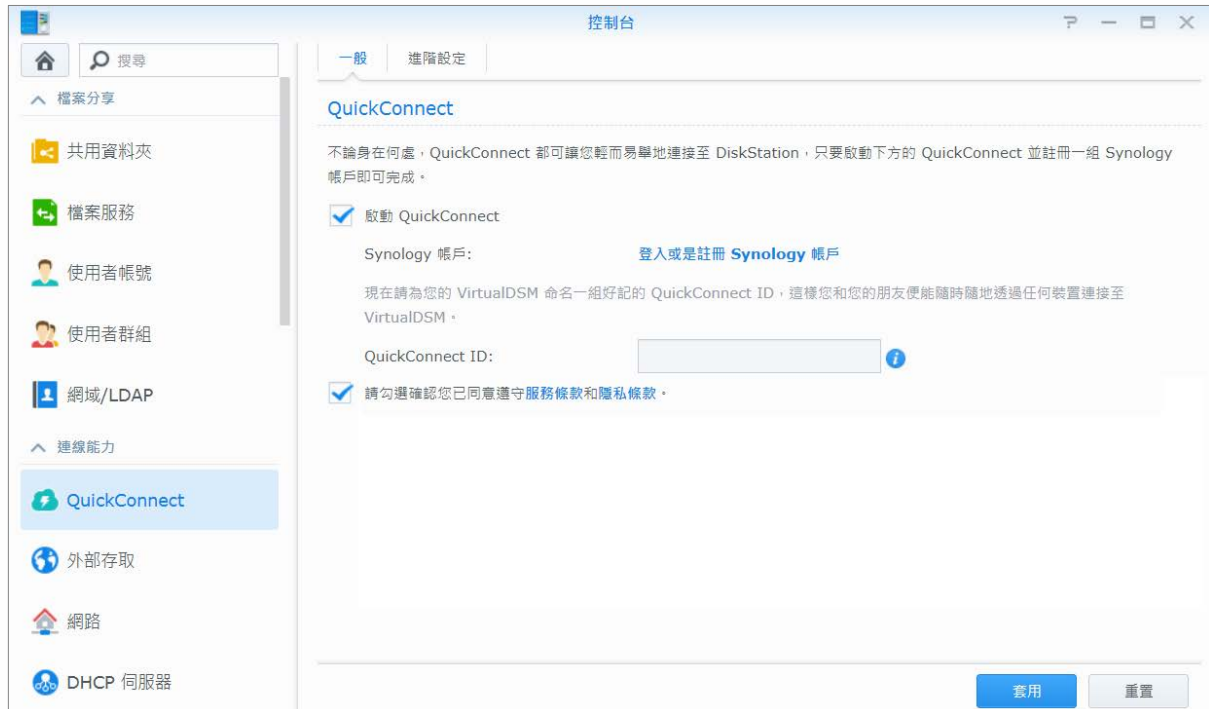 控制台
搜尋
檔案分享
共用資料夾
檔案服務
使用者帳號
使用者群組
網域/LDAP
連線能力
QuickConnect
外部存取
網路
DHCP 伺服器
一般
進階設定
QuickConnect
不論身在何處，QuickConnect 都可讓您輕而易舉地連接至 DiskStation，只要啟動下方的 QuickConnect 並註冊一組 Synology
帳戶即可完成。
啟動 QuickConnect
Synology 帳戶: 登入或是註冊 Synology 帳戶
現在請為您的 VirtualDSM 命名一組好記的 QuickConnect ID，這樣您和您的朋友便能隨時隨地透過任何裝置連接至
VirtualDSM。
QuickConnect ID:
請勾選確認您已同意遵守服務條款和隱私條款。
套用
重置